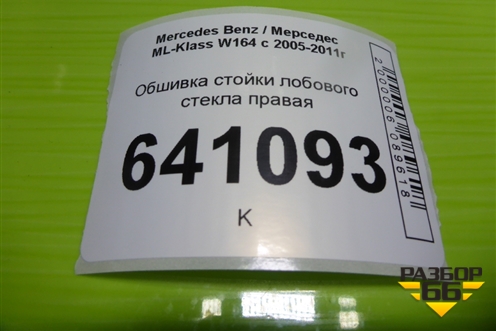 Mercedes Benz / Мерседес
ML-Klass W164 с 2005-2011г
Обшивка стойки лобового
стекла правая
641093
К
2000006089618
РАЗБОР
66